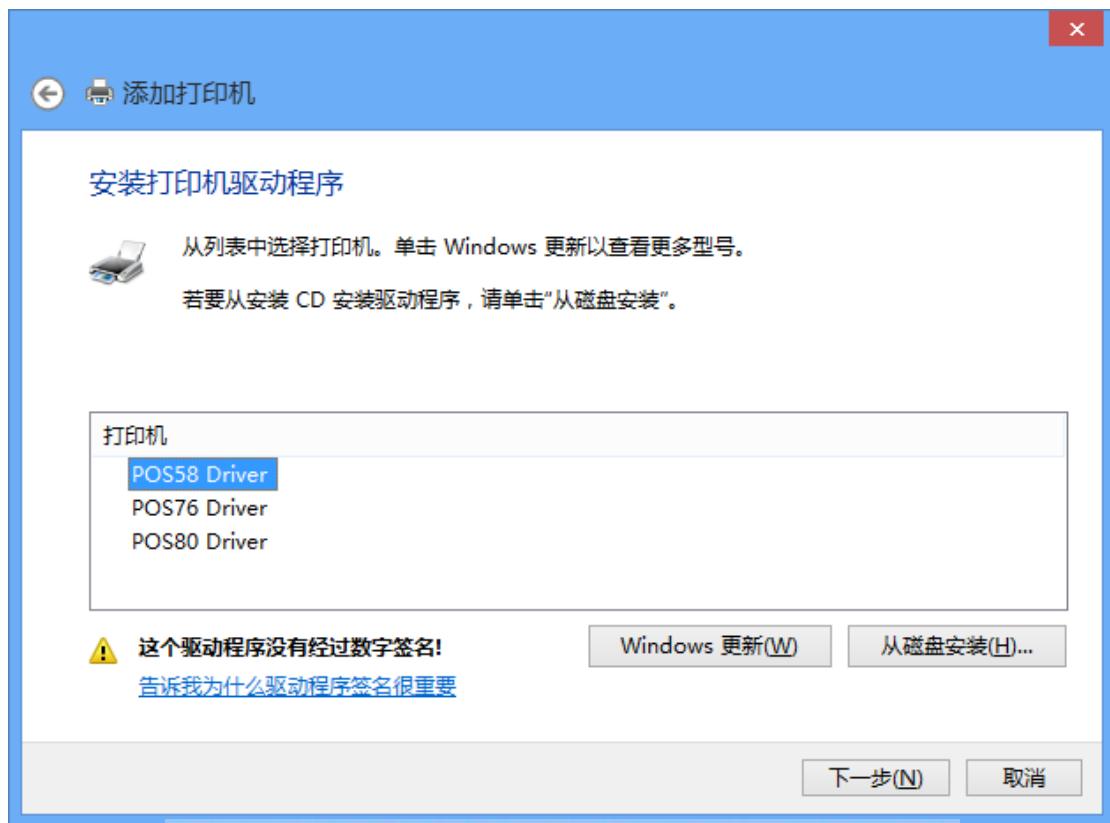 添加打印机
安装打印机驱动程序
从列表中选择打印机。单击 Windows 更新以查看更多型号。
若要从安装 CD 安装驱动程序，请单击“从磁盘安装”。
打印机
POS58 Driver
POS76 Driver
POS80 Driver
这个驱动程序没有经过数字签名!
Windows 更新(W)
从磁盘安装(H)...
告诉我为什么驱动程序签名很重要
下一步(N)
取消